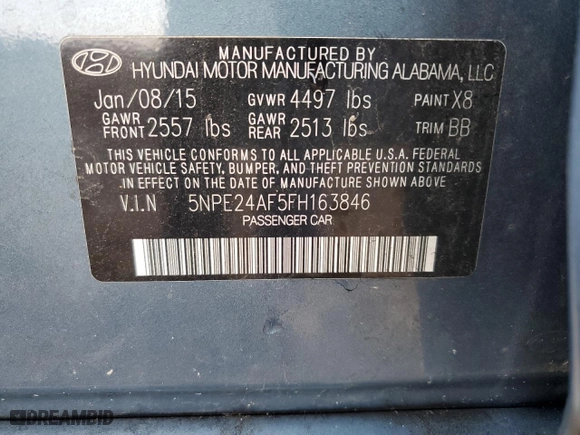 MANUFACTURED BY
HYUNDAI MOTOR MANUFACTURING ALABAMA, LLC
Jan/08/15 GVWR 4497 lbs PAINT X8
GAWR FRONT 2557 lbs GAWR REAR 2513 lbs TRIM BB
THIS VEHICLE CONFORMS TO ALL APPLICABLE U.S.A. FEDERAL
MOTOR VEHICLE SAFETY, BUMPER, AND THEFT PREVENTION STANDARDS
IN EFFECT ON THE DATE OF MANUFACTURE SHOWN ABOVE
V.I.N 5NPE24AF5FH163846
PASSENGER CAR
DREAMBID